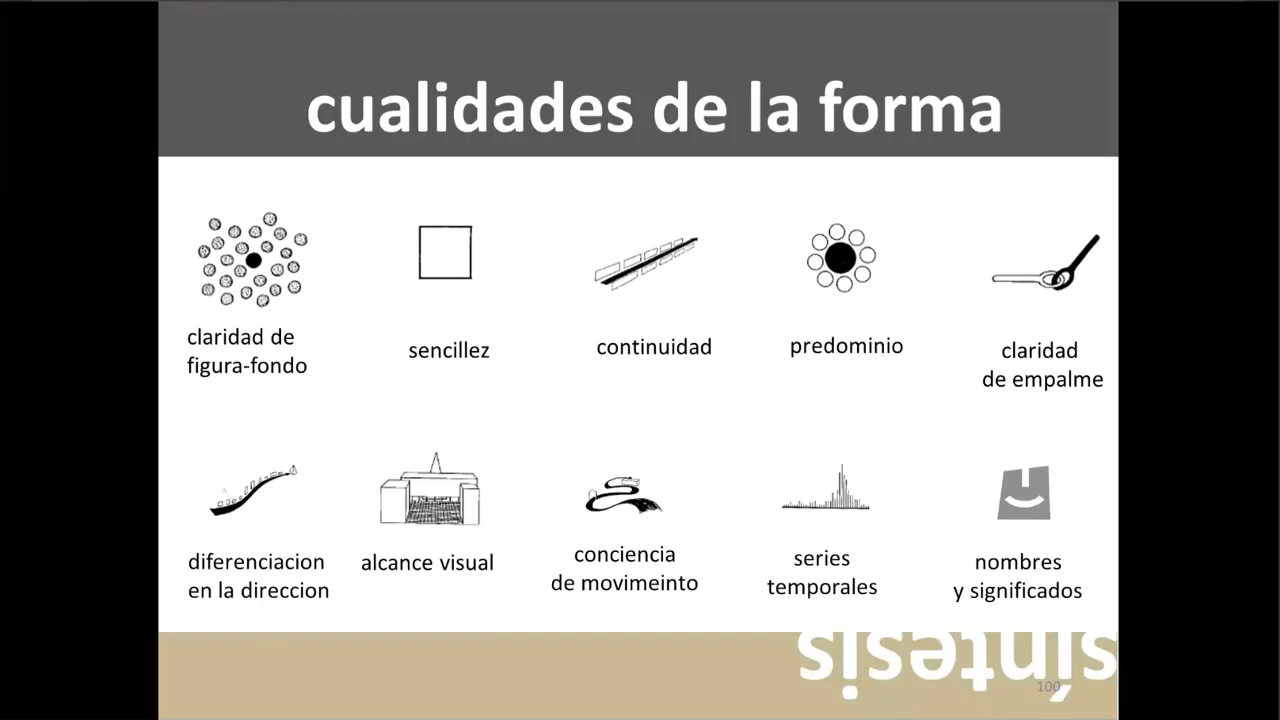 cualidades de la forma
claridad de
figura-fondo
sencillez
continuidad
predominio
claridad
de empalme
diferenciacion
en la direccion
alcance visual
conciencia
de movimeinto
series
temporales
nombres
y significados
síntesis
100